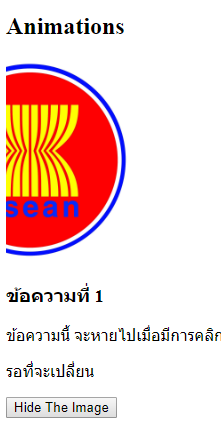 Animations
sean
ข้อความที่ 1
ข้อความนี้ จะหายไปเมื่อมีการคลิก
รอที่จะเปลี่ยน
Hide The Image